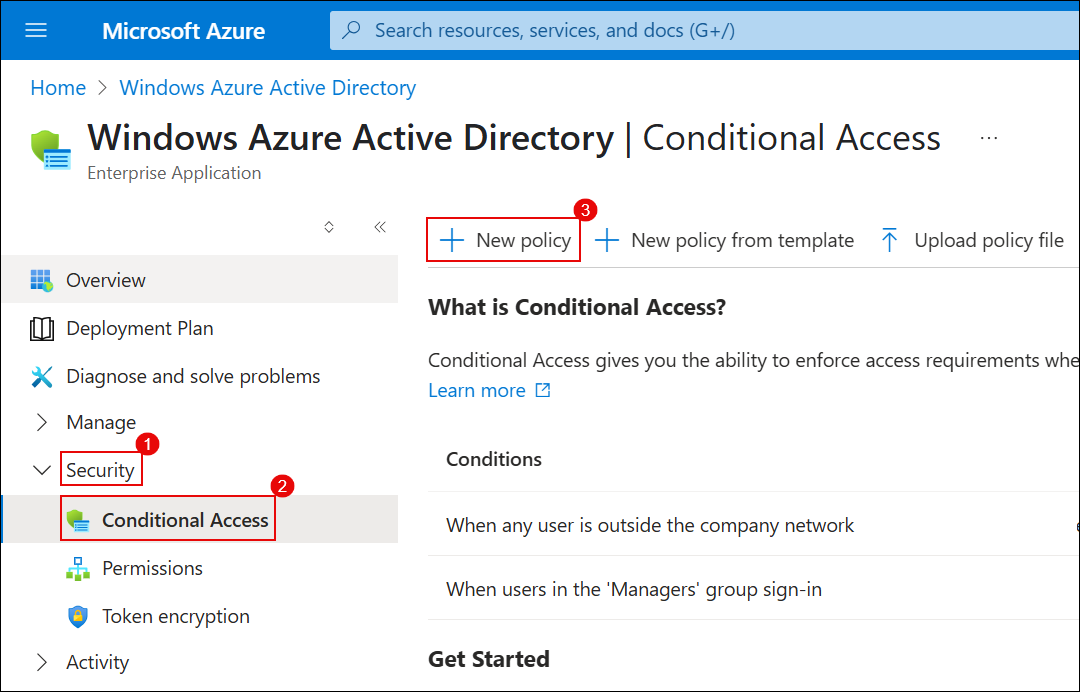 Microsoft Azure
Search resources, services, and docs (G+/)
Home > Windows Azure Active Directory
Windows Azure Active Directory | Conditional Access ...
Enterprise Application
3
New policy
New policy from template
Upload policy file
Overview
Deployment Plan
Diagnose and solve problems
Manage
1
Security
2
Conditional Access
Permissions
Token encryption
Activity
What is Conditional Access?
Conditional Access gives you the ability to enforce access requirements whe
Learn more
Conditions
When any user is outside the company network
When users in the 'Managers' group sign-in
Get Started